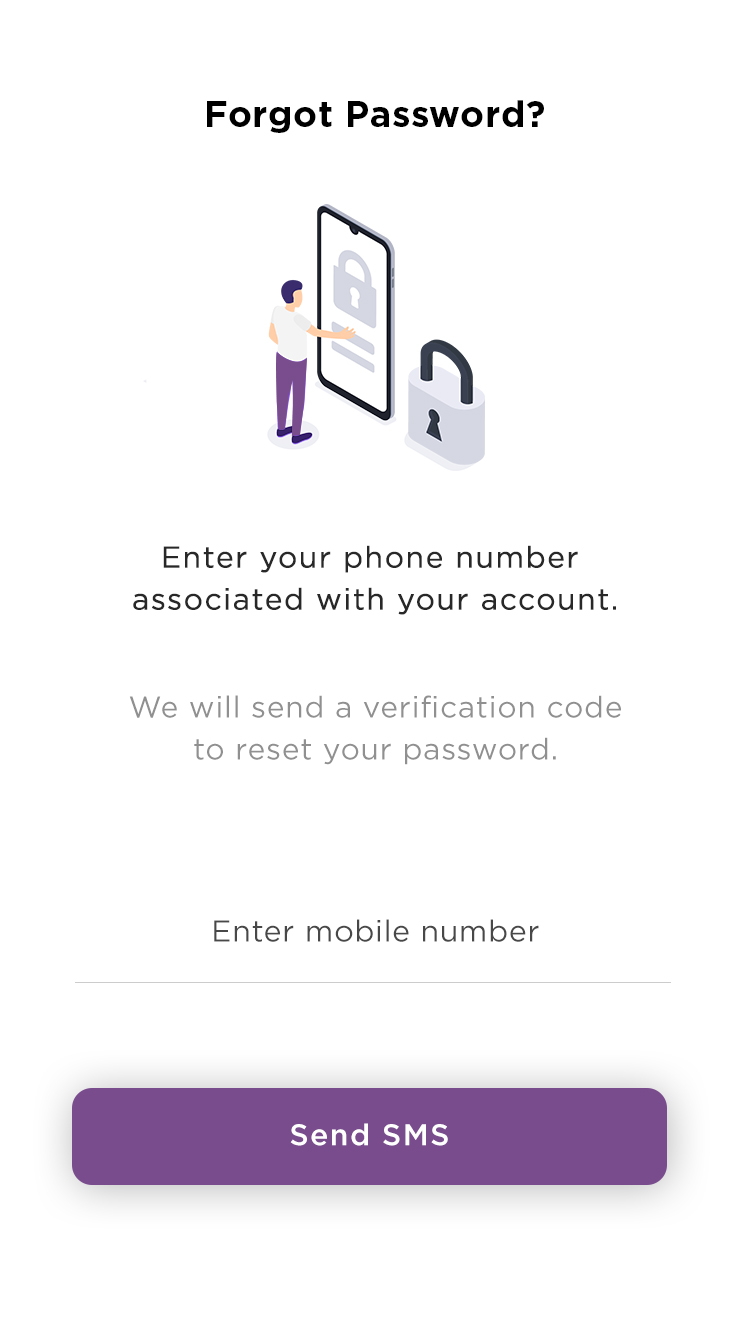 Forgot Password?
Enter your phone number
associated with your account.
We will send a verification code
to reset your password.
Enter mobile number
Send SMS